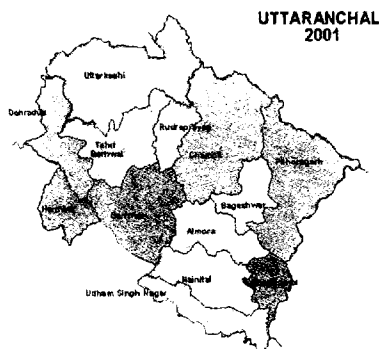 UTTARANCHAL
2001
Uttarkashi
Dehradun
Rudraprayag
Tehri
Garhwal
Chamoli
Pithoragarh
Bageshwar
Almora
Nainital
Udham Singh Nagar